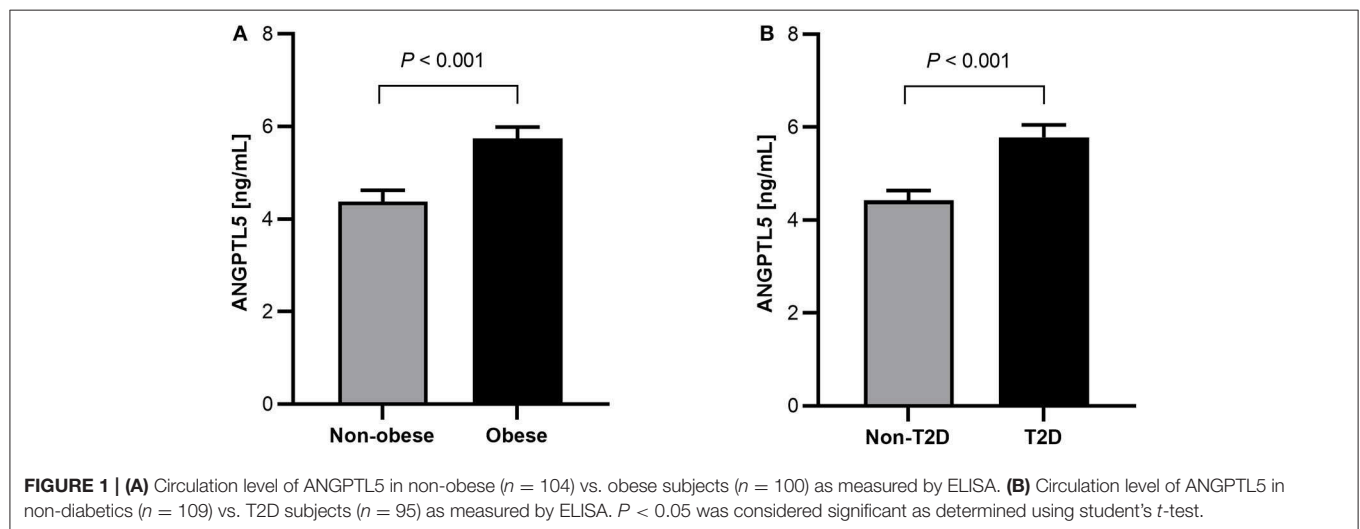 A
8
6
4
2
0
ANGPTL5 [ng/mL]
P < 0.001
Non-obese
Obese
B
8
6
4
2
0
ANGPTL5 [ng/mL]
P < 0.001
Non-T2D
T2D
FIGURE 1 | (A) Circulation level of ANGPTL5 in non-obese (n = 104) vs. obese subjects (n = 100) as measured by ELISA. (B) Circulation level of ANGPTL5 in
non-diabetics (n = 109) vs. T2D subjects (n = 95) as measured by ELISA. P < 0.05 was considered significant as determined using student's t-test.